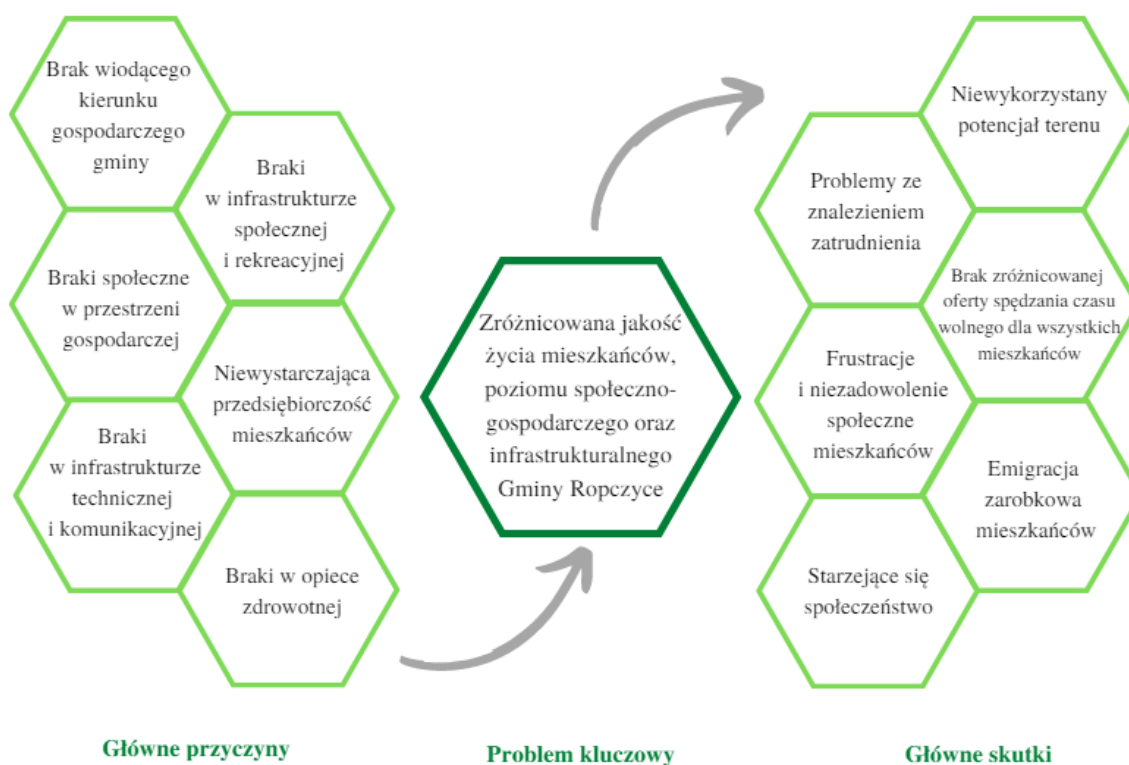 Brak wiodącego
kierunku
gospodarczego
gminy
Braki
w infrastrukturze
społecznej
i rekreacyjnej
Braki społeczne
w przestrzeni
gospodarczej
Niewystarczająca
przedsiębiorczość
mieszkańców
Braki
w infrastrukturze
technicznej
i komunikacyjnej
Braki w opiece
zdrowotnej
Główne przyczyny
Zróżnicowana jakość
życia mieszkańców,
poziomu społeczno-
gospodarczego oraz
infrastrukturalnego
Gminy Ropczyce
Problem kluczowy
Niewykorzystany
potencjał terenu
Problemy ze
znalezieniem
zatrudnienia
Brak zróżnicowanej
oferty spędzania czasu
wolnego dla wszystkich
mieszkańców
Frustracje
i niezadowolenie
społeczne
mieszkańców
Emigracja
zarobkowa
mieszkańców
Starzejące się
społeczeństwo
Główne skutki